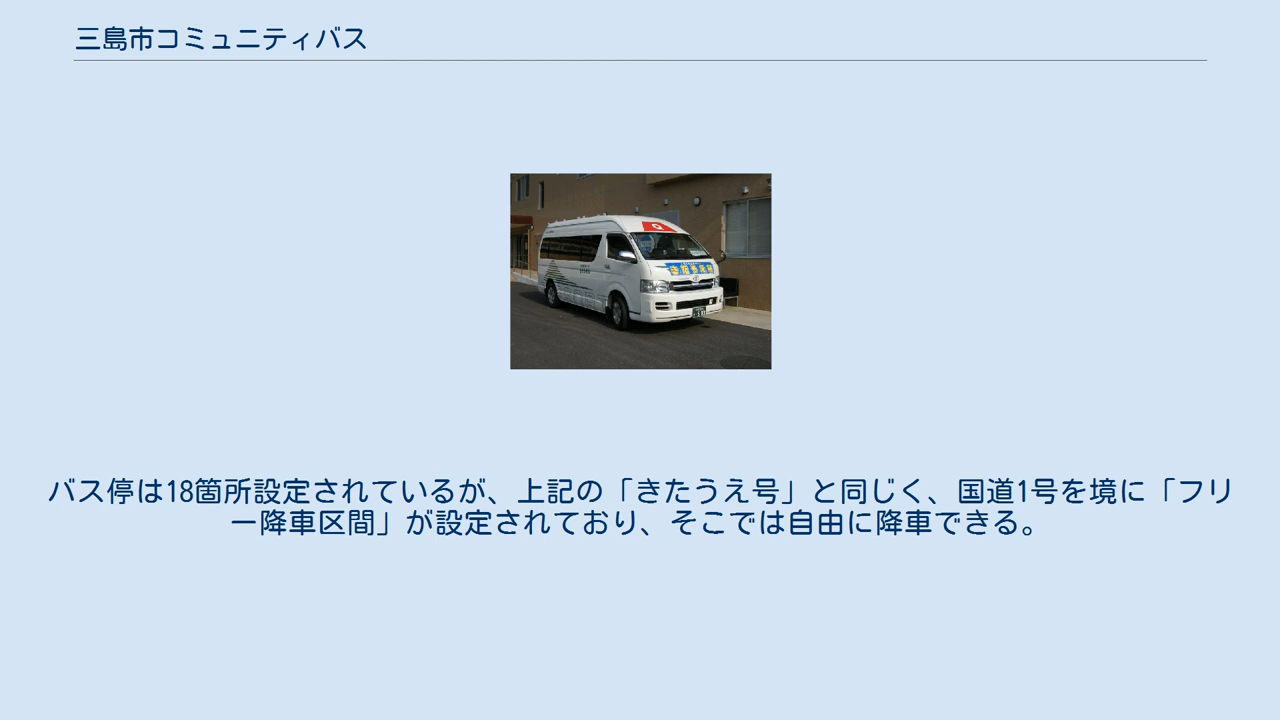 三島市コミュニティバス
バス停は18箇所設定されているが、上記の「きたうえ号」と同じく、国道1号を境に「フリ
ー降車区間」が設定されており、そこでは自由に降車できる。